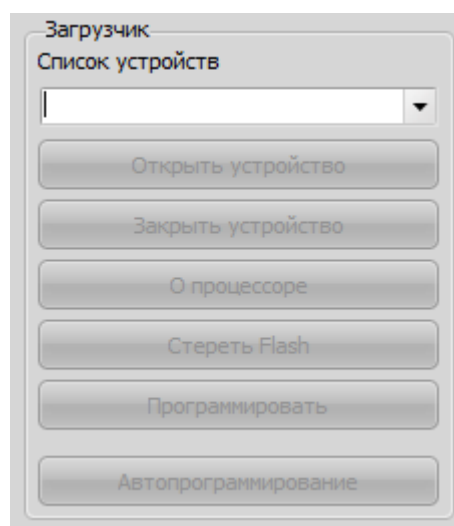 Загрузчик
Список устройств
Открыть устройство
Закрыть устройство
О процессоре
Стереть Flash
Программировать
Автопрограммирование